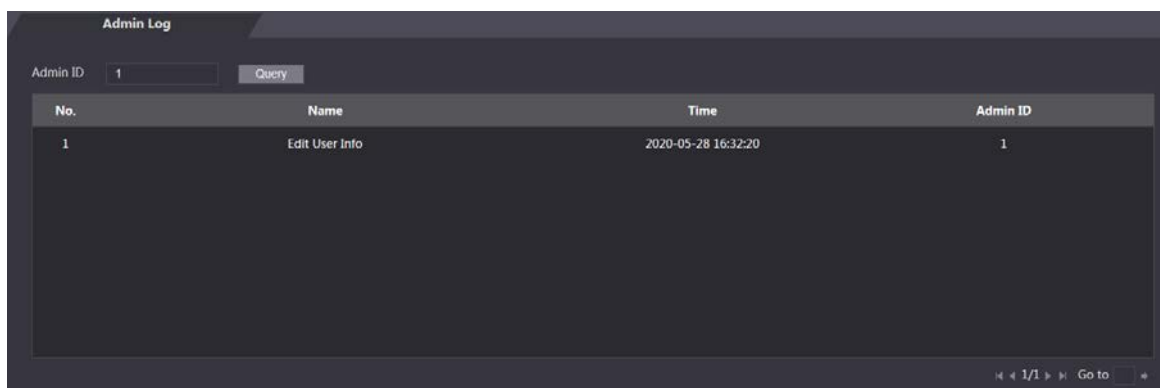 Admin Log
Admin ID 1 Query
No. Name Time Admin ID
1 Edit User Info 2020-05-28 16:32:20 1
1/1 Go to